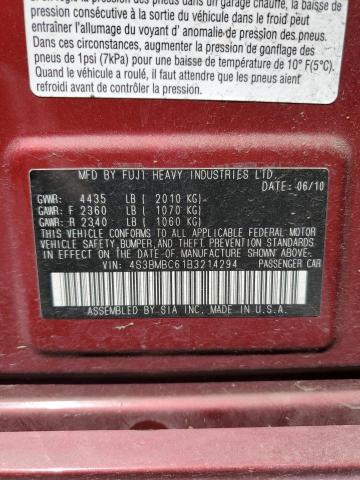 pression consécutive à la sortie du véhicule dans le froid peut
entraîner l'allumage du voyant d' anomalie de pression des pneus.
Dans ces circonstances, augmenter la pression de gonflage
des pneus de 1psi (7kPa) pour une baisse de température de 10° F(5°C).
Quand le véhicule a roulé, il faut attendre que les pneus aient
refroidi avant de contrôler la pression.
MFD BY FUJI HEAVY INDUSTRIES LTD.
DATE: 06/10
GVWR: 4435 LB ( 2010 KG)
GAWR: F 2360 LB ( 1070 KG)
GAWR: R 2340 LB ( 1060 KG)
THIS VEHICLE CONFORMS TO ALL APPLICABLE FEDERAL MOTOR
VEHICLE SAFETY, BUMPER, AND THEFT PREVENTION STANDARDS
IN EFFECT ON THE DATE OF MANUFACTURE SHOWN ABOVE.
VIN: 4S3BMBC61B3214294 PASSENGER CAR
ASSEMBLED BY SIA INC. IN U.S.A.